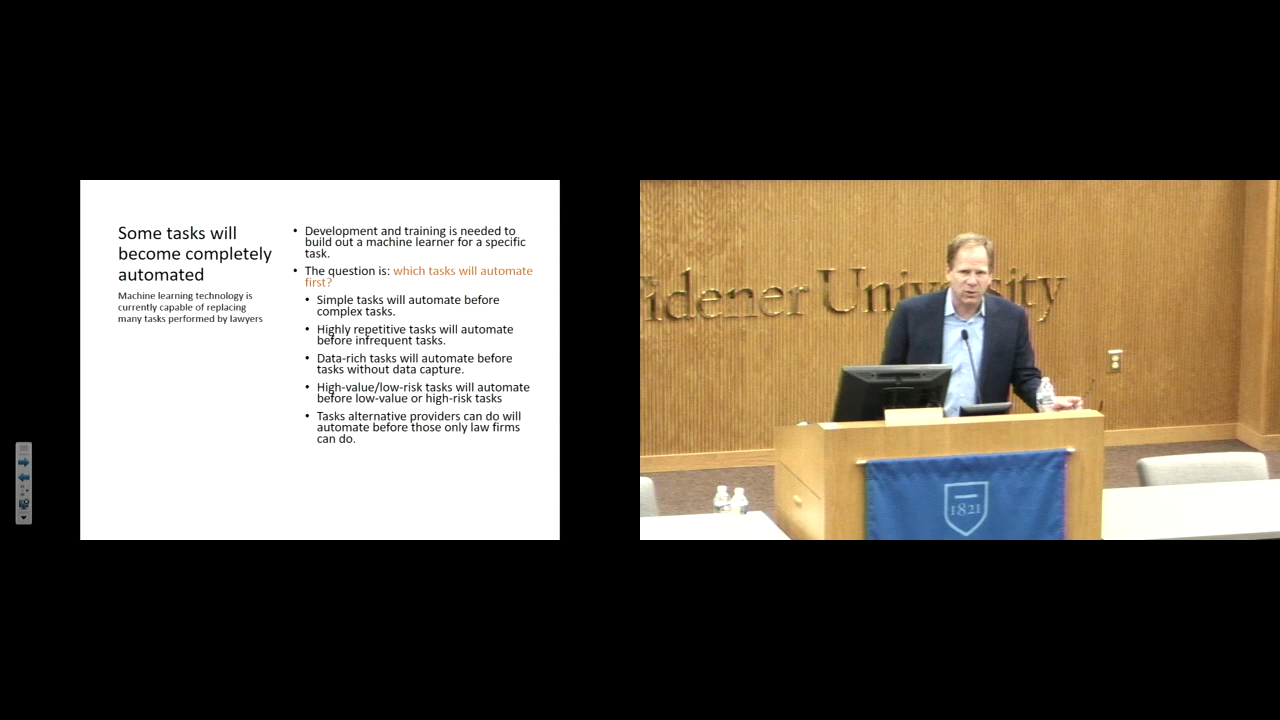 Some tasks will
become completely
automated
Machine learning technology is
currently capable of replacing
many tasks performed by lawyers
• Development and training is needed to
build out a machine learner for a specific
task.
• The question is: which tasks will automate
first?
• Simple tasks will automate before
complex tasks.
• Highly repetitive tasks will automate
before infrequent tasks.
• Data-rich tasks will automate before
tasks without data capture.
• High-value/low-risk tasks will automate
before low-value or high-risk tasks
• Tasks alternative providers can do will
automate before those only law firms
can do.
idener University
1821